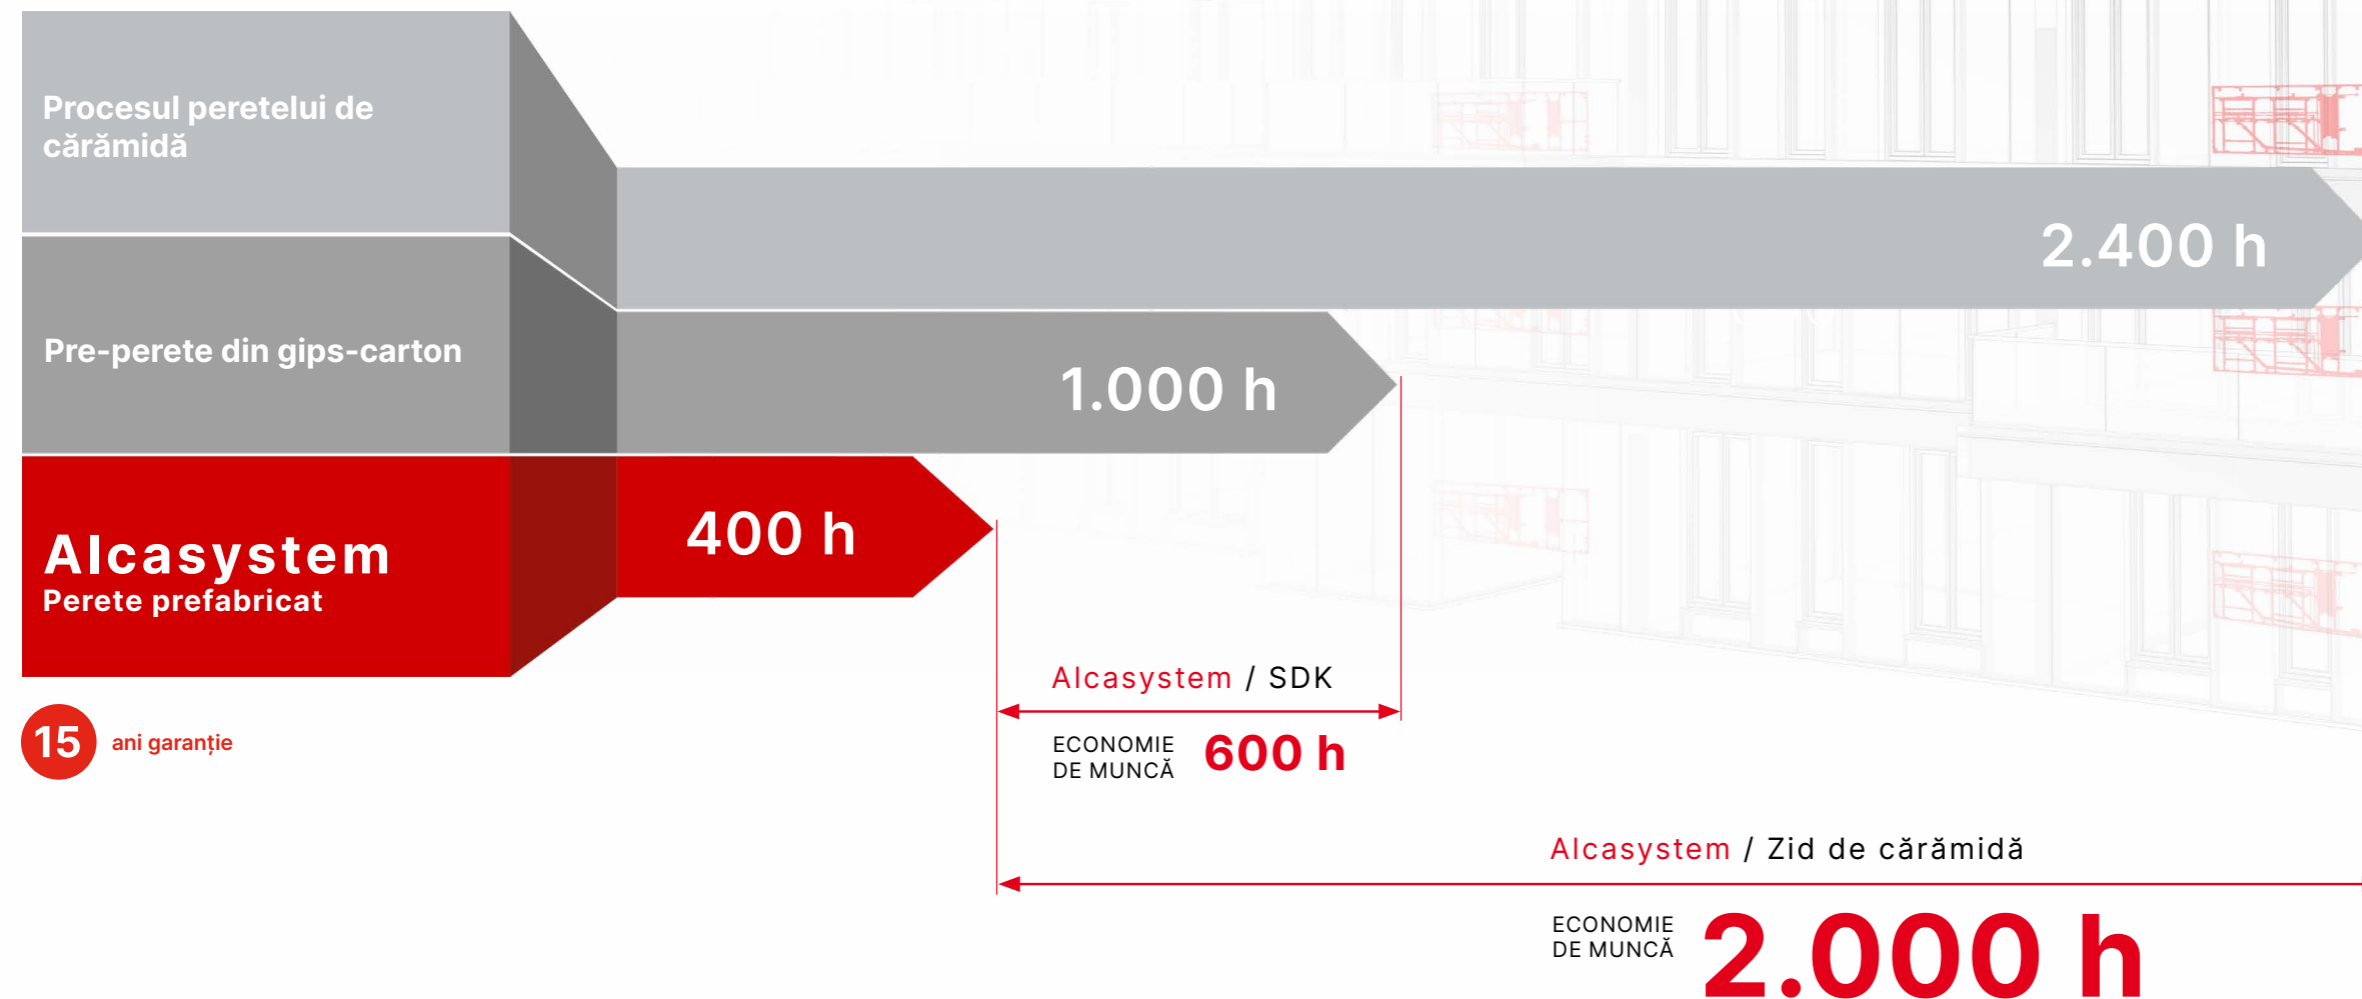 Procesul peretelui de
cărămidă
2.400 h
Pre-perete din gips-carton
1.000 h
Alcasystem
Perete prefabricat
400 h
15 ani garanție
Alcasystem / SDK
ECONOMIE
DE MUNCĂ
600 h
Alcasystem / Zid de cărămidă
ECONOMIE
DE MUNCĂ
2.000 h